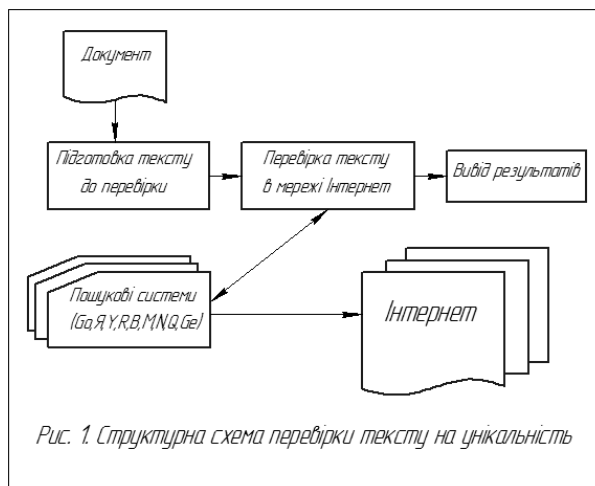 Документ
Підготовка тексту
до перевірки
Перевірка тексту
в мережі Інтернет
Вивід результатів
Пошукові системи
(Go,Я,Y,R,B,M,N,Q,Ge)
Інтернет
Рис. 1. Структурна схема перевірки тексту на унікальність